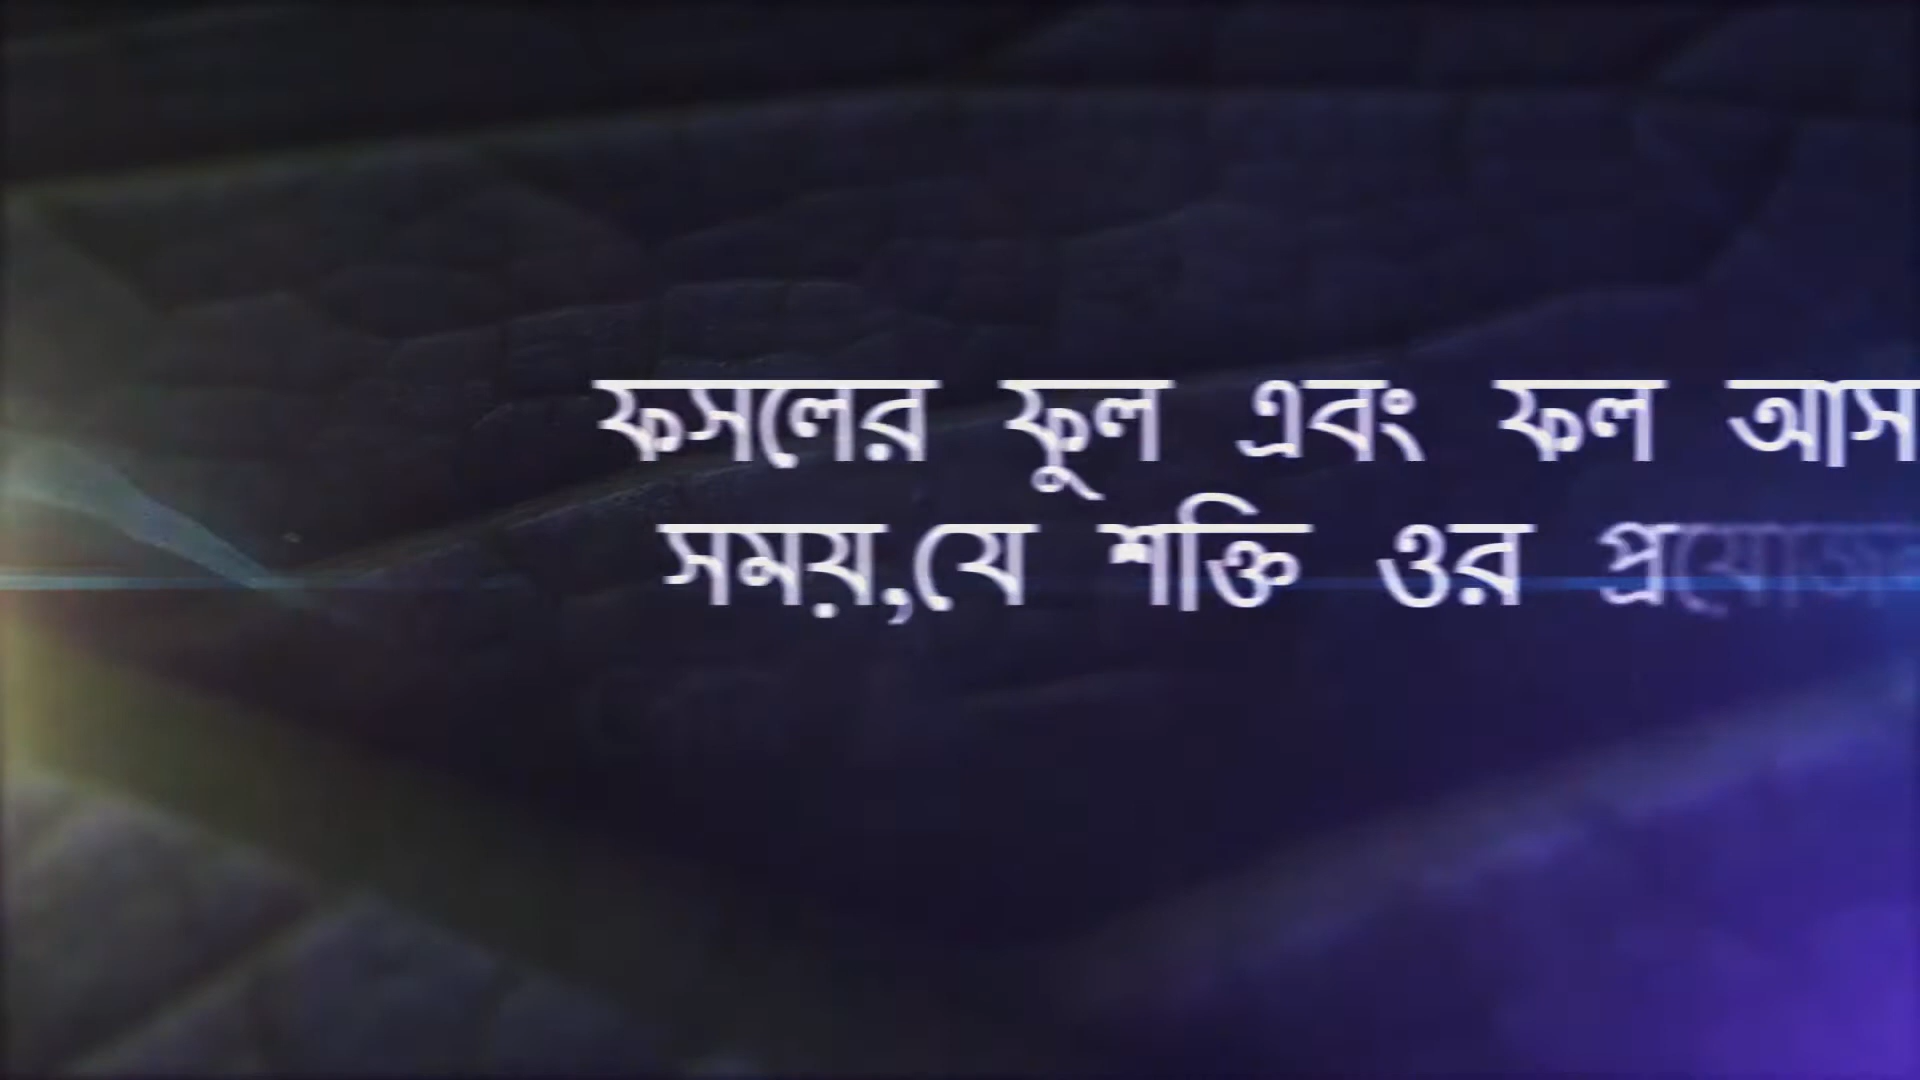 ফসলের ফুল এবং ফল আস
সময়,যে শক্তি ওর